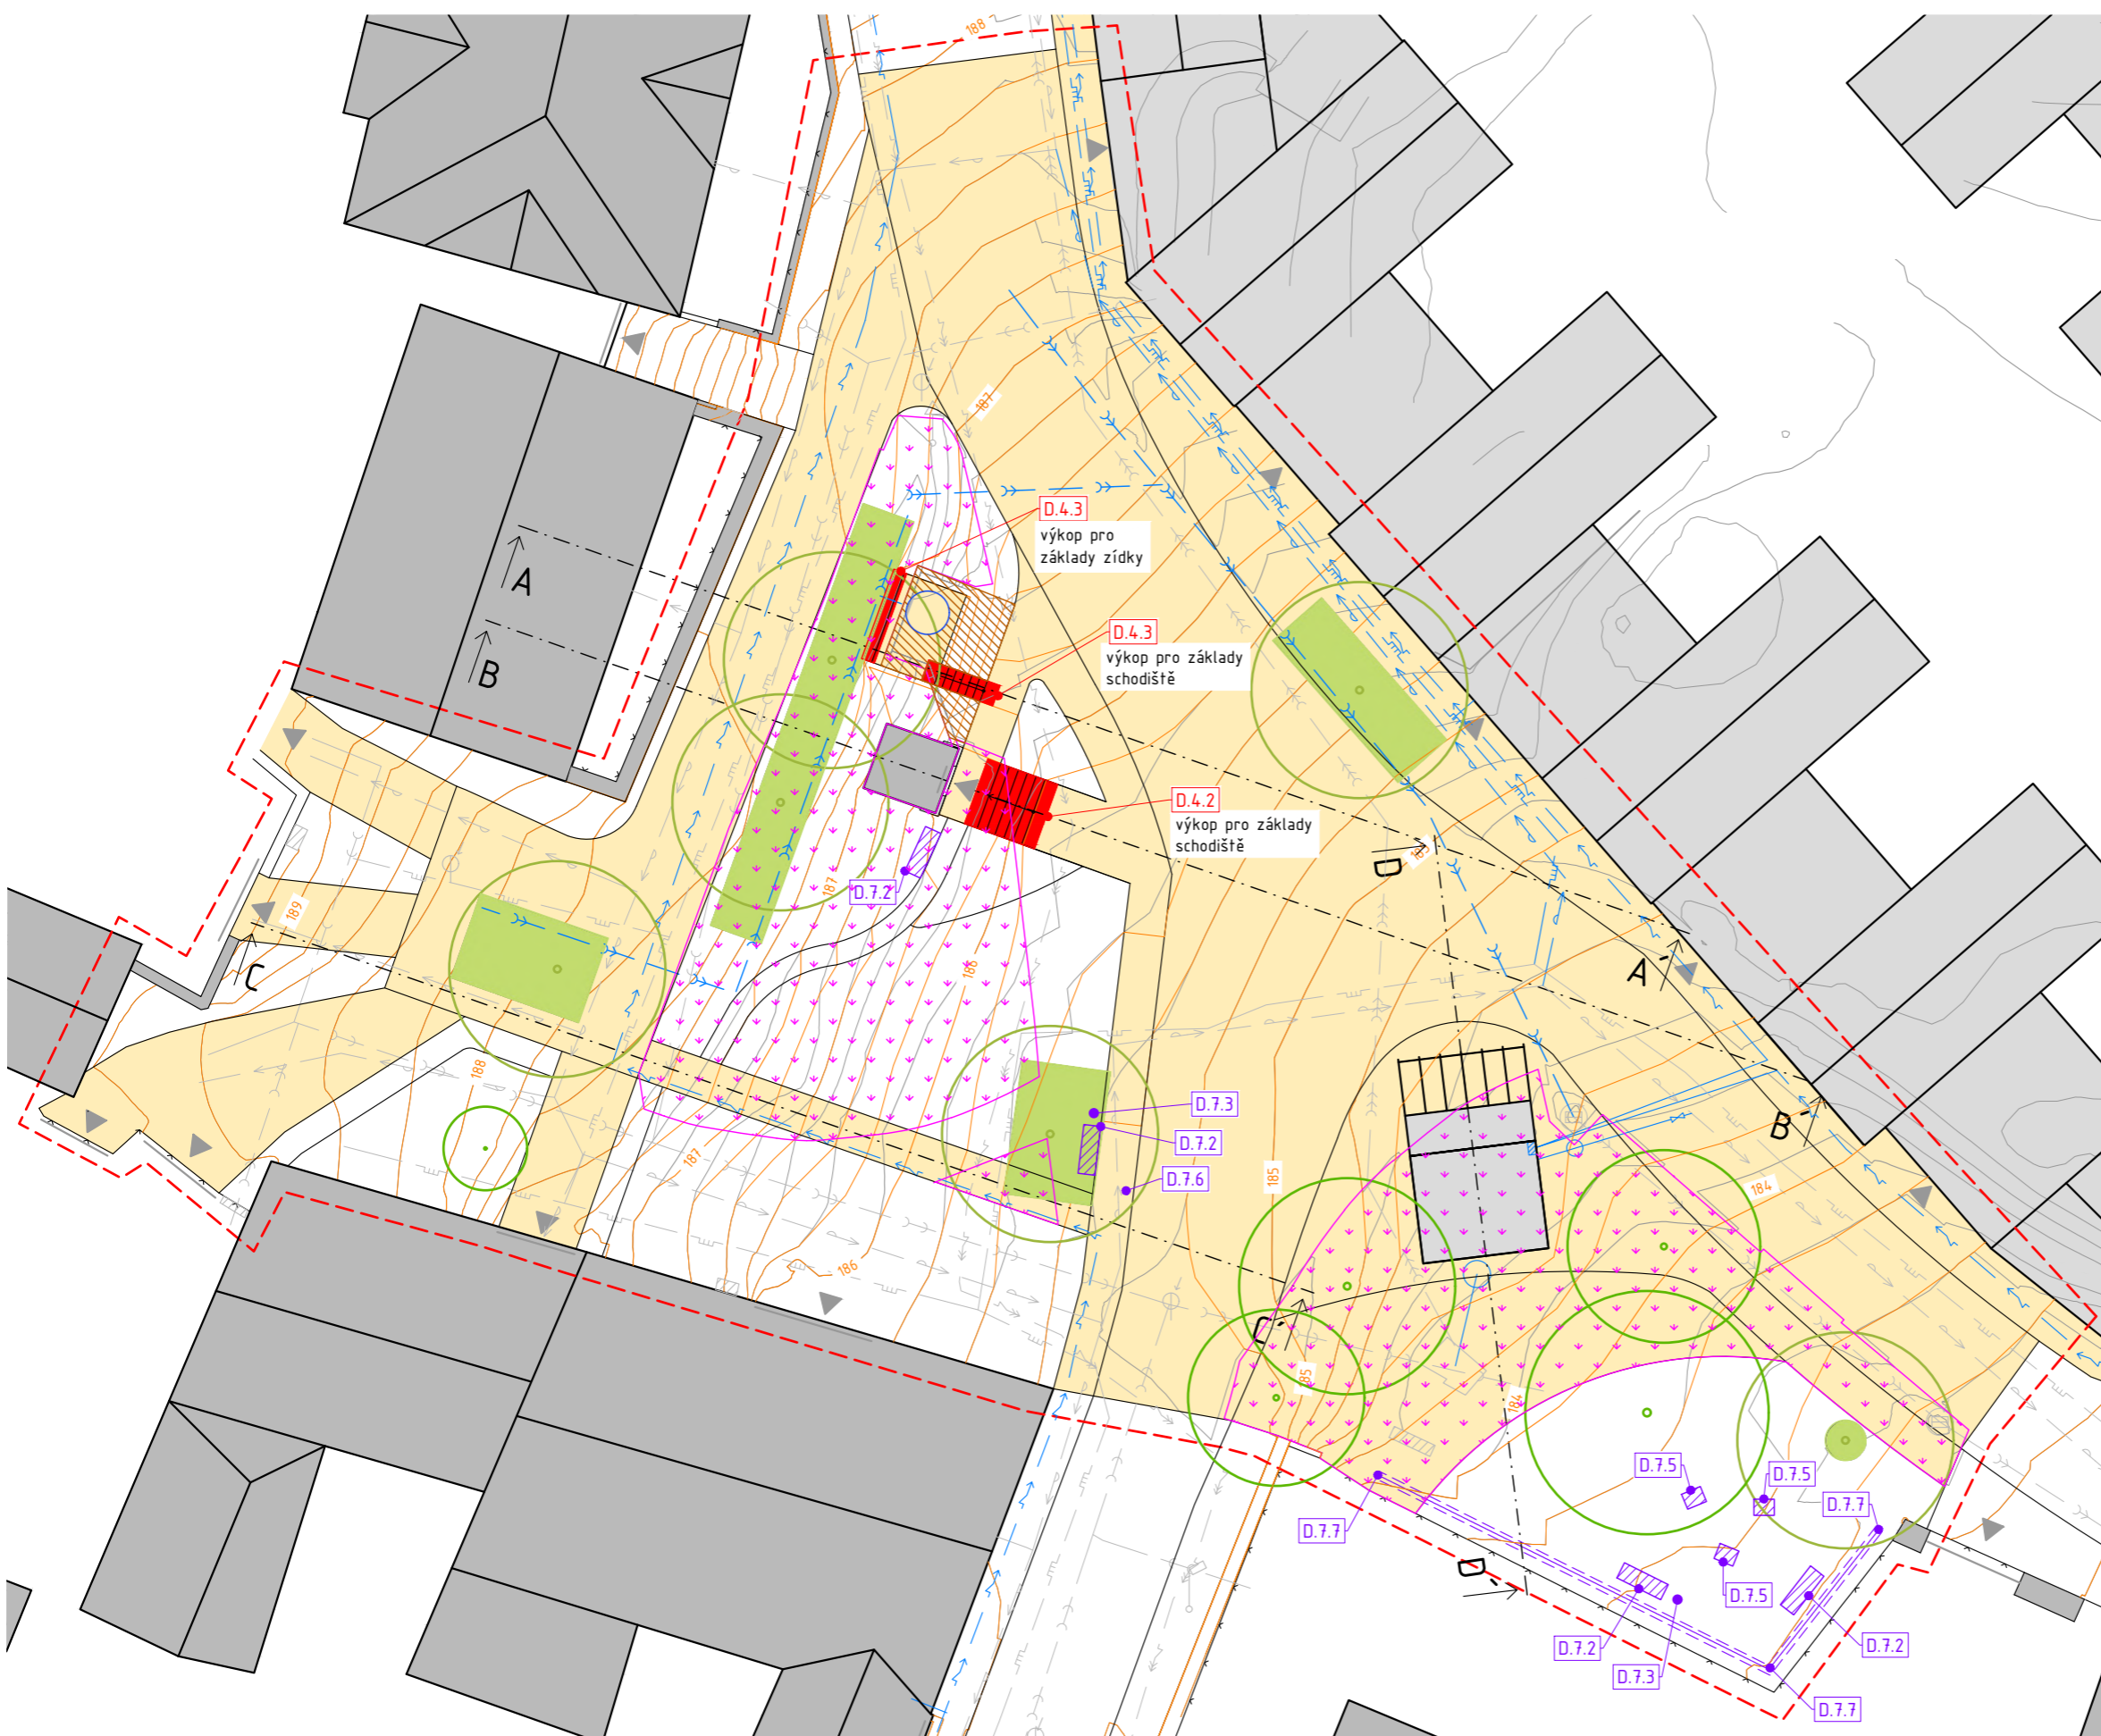 188
187
D.4.3
výkop pro
základy zídky
A
D.4.3
výkop pro základy
schodiště
B
D.4.2
výkop pro základy
schodiště
D
185
187
D.7.2
189
C
186
A´
188
D.7.3
B´
D.7.2
187
D.7.6
185
184
186
C´
185
184
D.7.5
D.7.5
D.7.7
D.7.7
D´
D.7.5
D.7.2
D.7.2
D.7.3
D.7.7